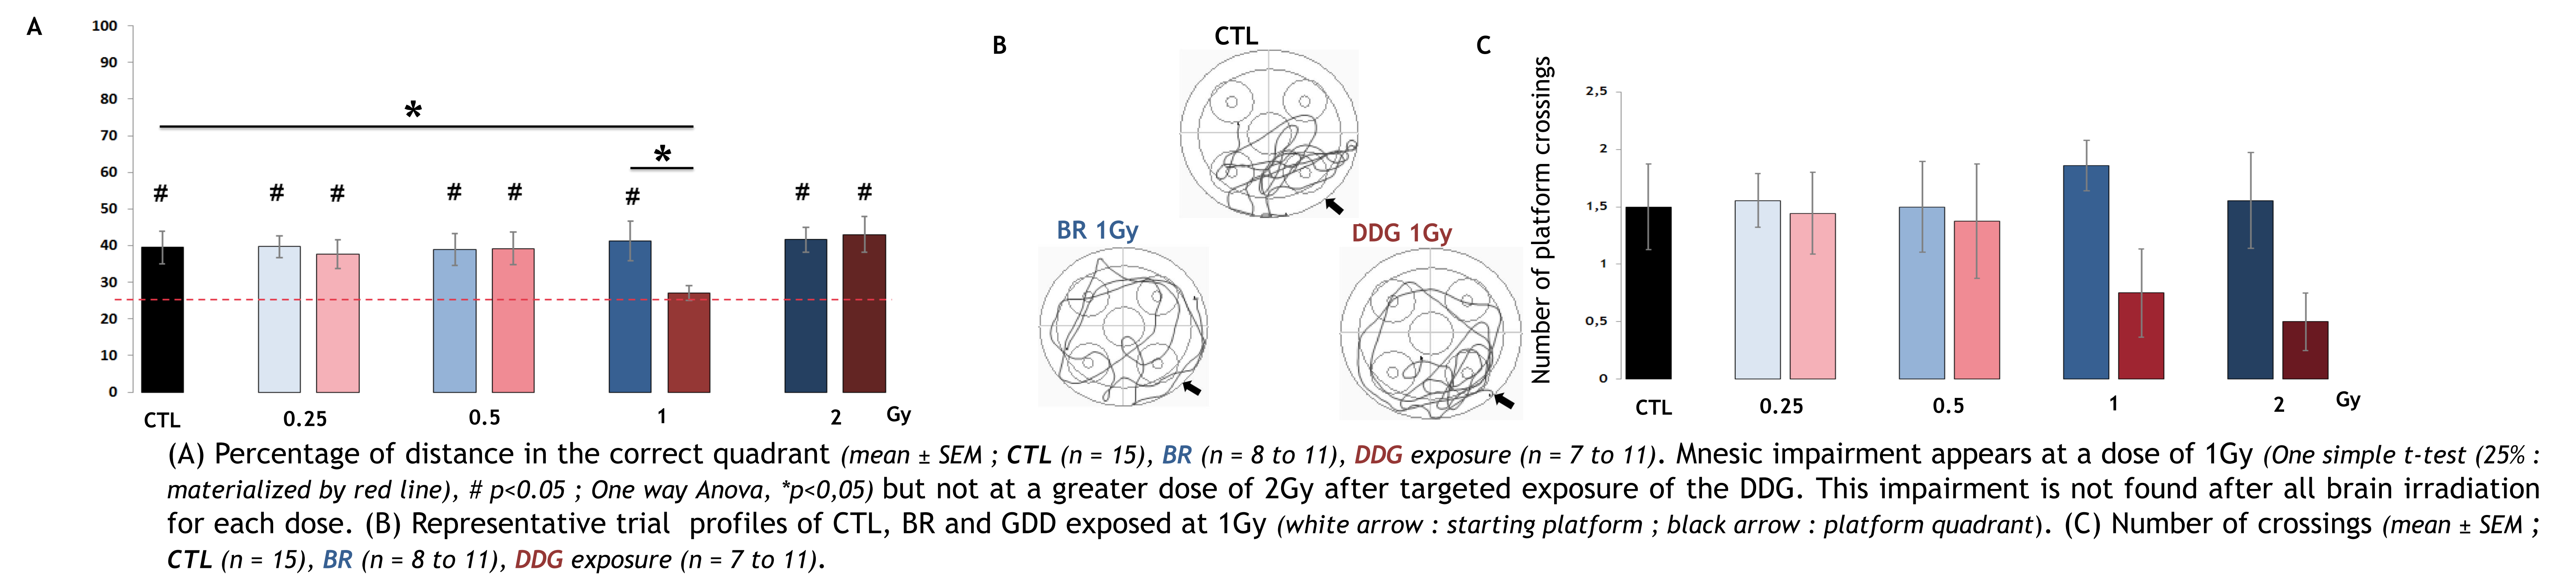 A
100
90
80
70
60
50
40
30
20
10
0
*
*
# # # # # # # #
CTL 0.25 0.5 1 2 Gy
B
CTL
BR 1Gy
DDG 1Gy
C
Number of platform crossings
2,5
2
1,5
1
0,5
0
CTL 0.25 0.5 1 2 Gy
(A) Percentage of distance in the correct quadrant (mean ± SEM ; CTL (n = 15), BR (n = 8 to 11), DDG exposure (n = 7 to 11). Mnesic impairment appears at a dose of 1Gy (One simple t-test (25% :
materialized by red line), # p<0.05 ; One way Anova, *p<0,05) but not at a greater dose of 2Gy after targeted exposure of the DDG. This impairment is not found after all brain irradiation
for each dose. (B) Representative trial profiles of CTL, BR and GDD exposed at 1Gy (white arrow : starting platform ; black arrow : platform quadrant). (C) Number of crossings (mean ± SEM ;
CTL (n = 15), BR (n = 8 to 11), DDG exposure (n = 7 to 11).